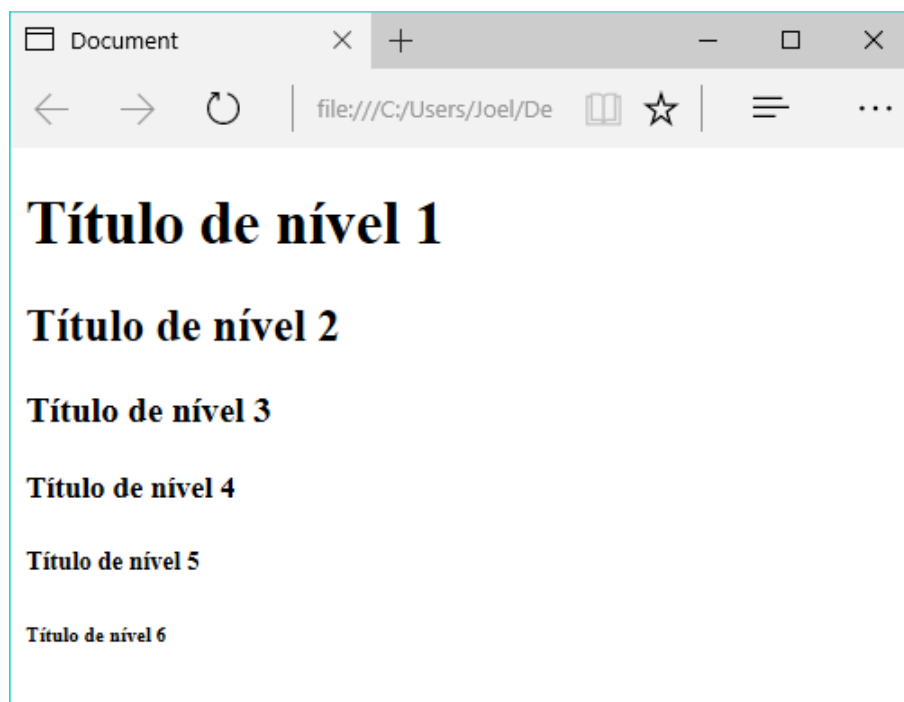 Document
file:///C:/Users/Joel/De
Título de nível 1
Título de nível 2
Título de nível 3
Título de nível 4
Título de nível 5
Título de nível 6